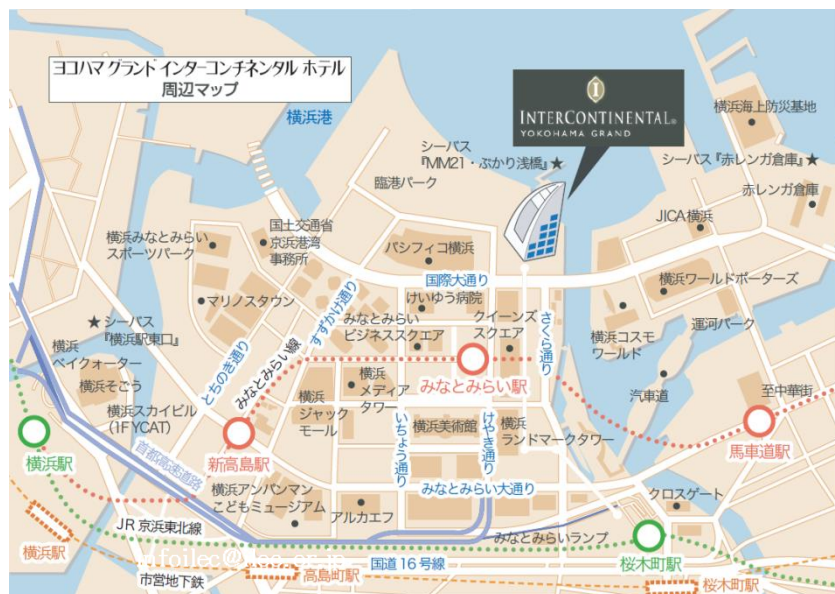 ヨコハマ グランド インターコンチネンタル ホテル
周辺マップ
横浜港
INTERCONTINENTAL®
YOKOHAMA GRAND
シーバス
『MM21・ぷかり桟橋』★
臨港パーク
横浜海上防災基地
シーバス『赤レンガ倉庫』★
赤レンガ倉庫
JICA横浜
横浜みなとみらい
スポーツパーク
国土交通省
京浜港湾
事務所
パシフィコ横浜
国際大通り
横浜ワールドポーターズ
マリノスタウン
すずかけ通り
けいゆう病院
さくら通り
運河パーク
★シーバス
『横浜駅東口』
みなとみらい
ビジネススクエア
クイーンズ
スクエア
横浜コスモ
ワールド
横浜
ベイクォーター
とちのき通り
みなとみらい線
みなとみらい駅
汽車道
至中華街
横浜そごう
横浜
メディア
タワー
横浜
ジャック
モール
横浜スカイビル
(1FYCAT)
いちょう通り
横浜美術館
けやき通り
横浜
ランドマークタワー
馬車道駅
横浜駅
新高島駅
首都高速道路
横浜アンパンマン
こどもミュージアム
アルカエフ
みなとみらい大通り
クロスゲート
JR 京浜東北線
みなとみらいランプ
横浜駅
国道16号線
桜木町駅
市営地下鉄
高島町駅
桜木町駅